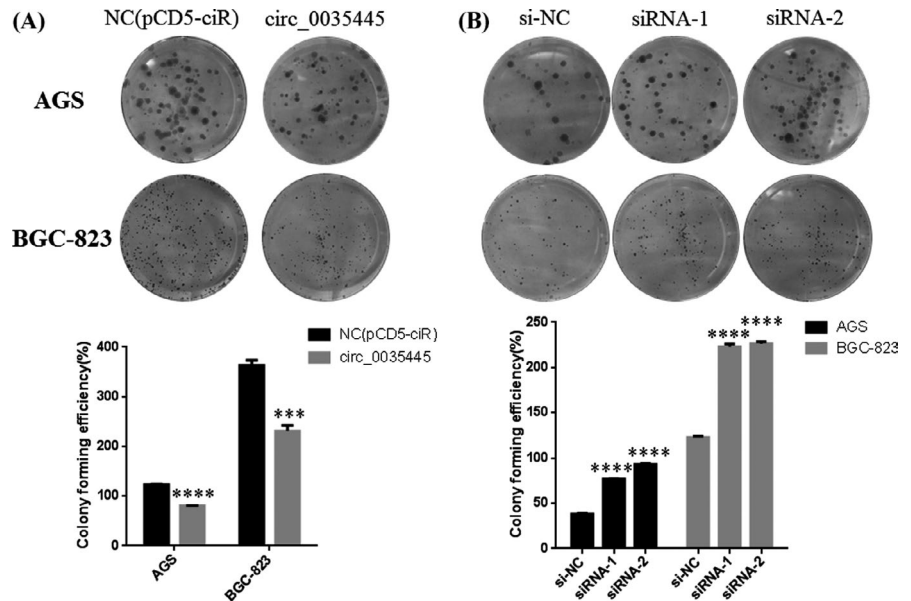 (A)
NC(pCD5-ciR) circ_0035445
AGS
BGC-823
Colony forming efficiency(%)
400
300
200
100
0
NC(pCD5-ciR)
circ_0035445
****
***
AGS
BGC-823
(B)
si-NC siRNA-1 siRNA-2
Colony forming efficiency(%)
250
200
150
100
50
0
AGS
BGC-823
****
****
****
****
si-NC
siRNA-1
siRNA-2
si-NC
siRNA-1
siRNA-2